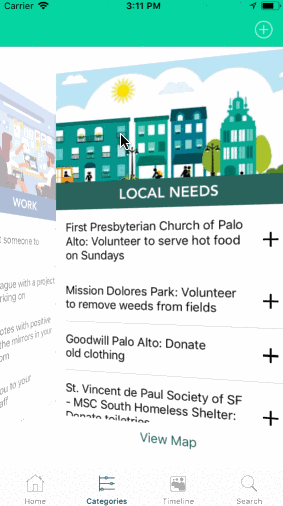 Carrier 3:11 PM
WORK
t someone to
ague with a project
rking on
otes with positive
the mirrors in your
om
ou to your
aff
LOCAL NEEDS
First Presbyterian Church of Palo
Alto: Volunteer to serve hot food
on Sundays
Mission Dolores Park: Volunteer
to remove weeds from fields
Goodwill Palo Alto: Donate
old clothing
St. Vincent de Paul Society of SF
- MSC South Homeless Shelter:
Donate toiletries
View Map
Home Categories Timeline Search